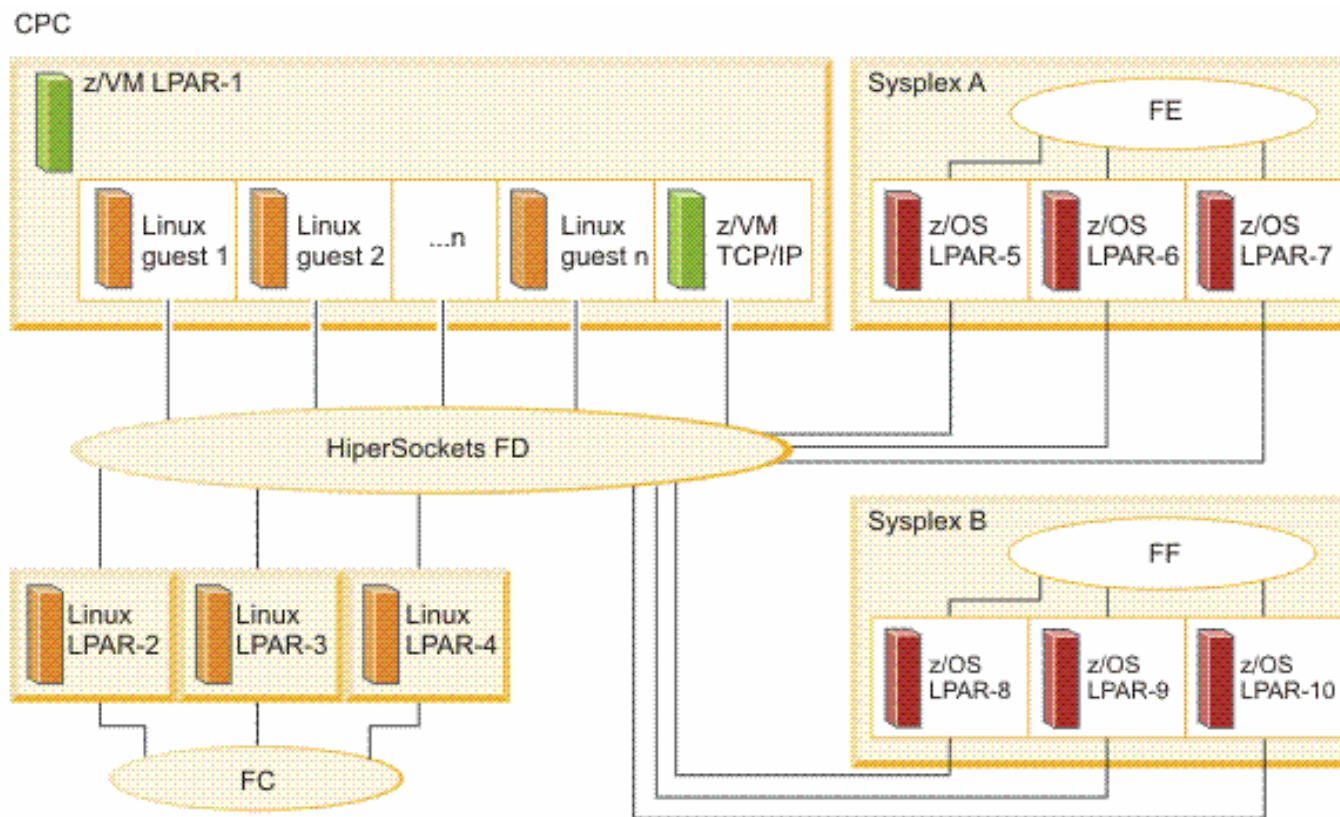 CPC
z/VM LPAR-1
Linux
guest 1
Linux
guest 2
...n
Linux
guest n
z/VM
TCP/IP
Sysplex A
FE
z/OS
LPAR-5
z/OS
LPAR-6
z/OS
LPAR-7
HiperSockets FD
Linux
LPAR-2
Linux
LPAR-3
Linux
LPAR-4
FC
Sysplex B
FF
z/OS
LPAR-8
z/OS
LPAR-9
z/OS
LPAR-10